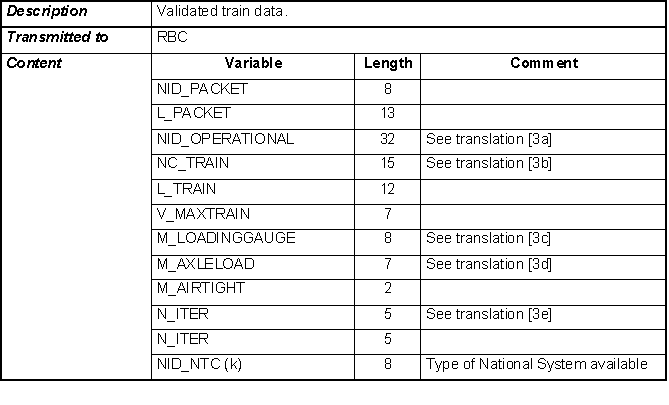 Description Validated train data.
Transmitted to RBC
Content Variable Length Comment
NID_PACKET 8
L_PACKET 13
NID_OPERATIONAL 32 See translation [3a]
NC_TRAIN 15 See translation [3b]
L_TRAIN 12
V_MAXTRAIN 7
M_LOADINGGAUGE 8 See translation [3c]
M_AXLELOAD 7 See translation [3d]
M_AIRTIGHT 2
N_ITER 5 See translation [3e]
N_ITER 5
NID_NTC (k) 8 Type of National System available